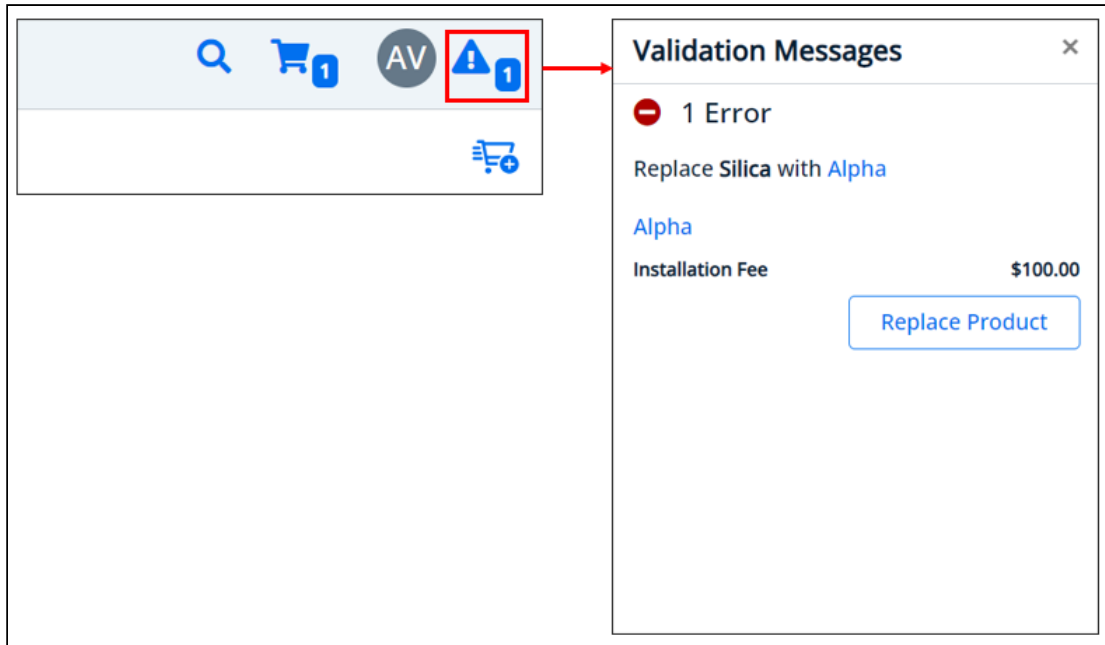 1
AV
1
Validation Messages
1 Error
Replace Silica with Alpha
Alpha
Installation Fee $100.00
Replace Product